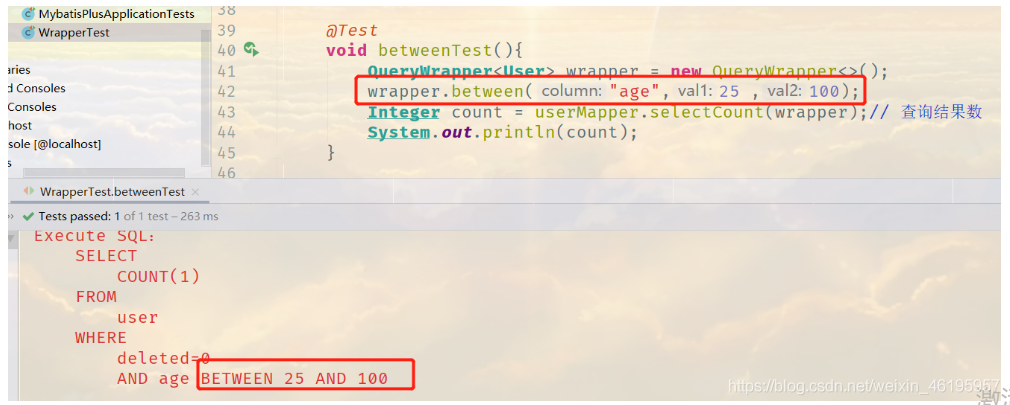 MybatisPlusApplicationTests
WrapperTest
aries
d Consoles
Consoles
host
sole [@localhost]
s
38
39 @Test
40 void betweenTest(){
41 QueryWrapper<User> wrapper = new QueryWrapper<>();
42 wrapper.between( column: "age", val1: 25 , val2: 100);
43 Integer count = userMapper.selectCount(wrapper);// 查询结果数
44 System.out.println(count);
45 }
46
WrapperTest.betweenTest ×
>> Tests passed: 1 of 1 test – 263 ms
Execute SQL:
SELECT
COUNT(1)
FROM
user
WHERE
deleted=0
AND age BETWEEN 25 AND 100
https://blog.csdn.net/weixin_46195957
激活